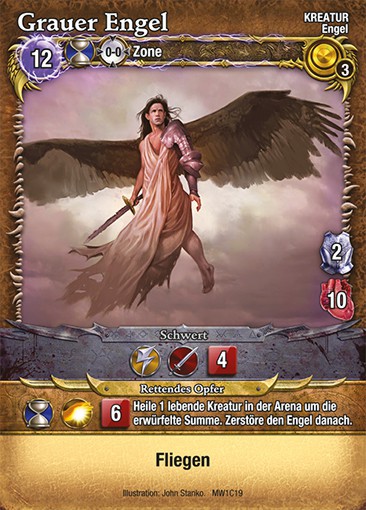 Grauer Engel
KREATUR
Engel
12
0-0 Zone
3
2
10
Schwert
4
Rettendes Opfer
6
Heile 1 lebende Kreatur in der Arena um die
erwürfelte Summe. Zerstöre den Engel danach.
Fliegen
Illustration: John Stanko. MW1C19